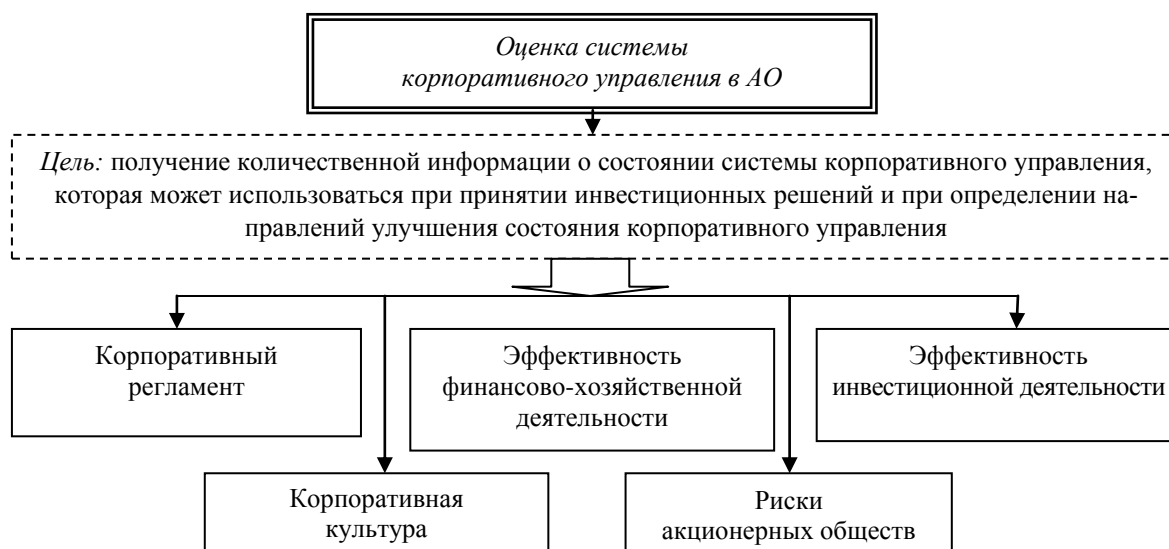 Оценка системы
корпоративного управления в АО
Цель: получение количественной информации о состоянии системы корпоративного управления,
которая может использоваться при принятии инвестиционных решений и при определении на-
правлений улучшения состояния корпоративного управления
Корпоративный
регламент
Эффективность
финансово-хозяйственной
деятельности
Эффективность
инвестиционной деятельности
Корпоративная
культура
Риски
акционерных обществ